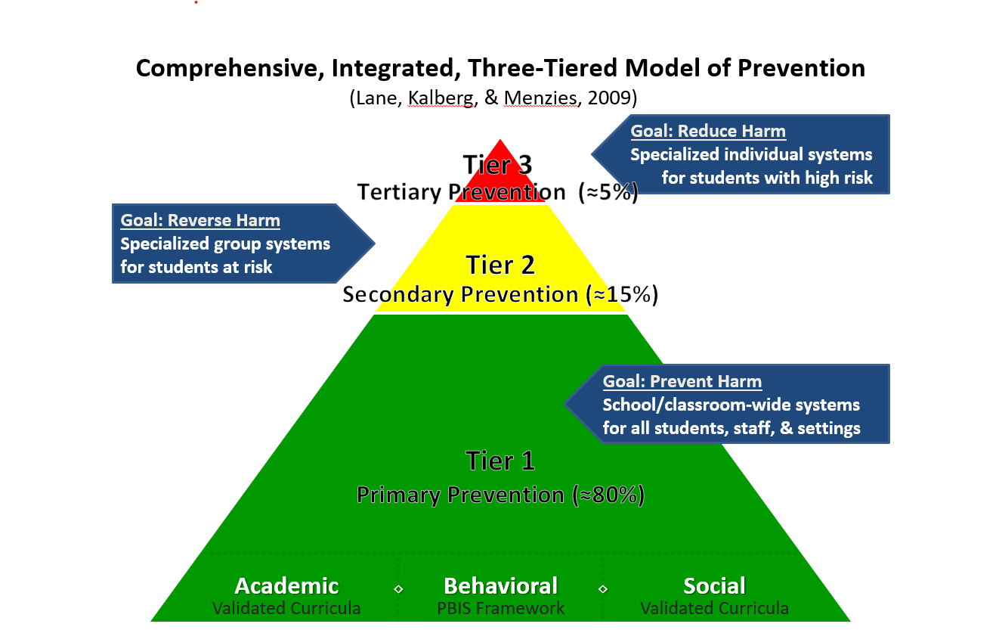 Comprehensive, Integrated, Three-Tiered Model of Prevention
(Lane, Kalberg, & Menzies, 2009)
Goal: Reduce Harm
Specialized individual systems
for students with high risk
Tier 3
Tertiary Prevention (≈5%)
Goal: Reverse Harm
Specialized group systems
for students at risk
Tier 2
Secondary Prevention (≈15%)
Goal: Prevent Harm
School/classroom-wide systems
for all students, staff, & settings
Tier 1
Primary Prevention (≈80%)
Academic ◇ Behavioral ◇ Social
Validated Curricula PBIS Framework Validated Curricula